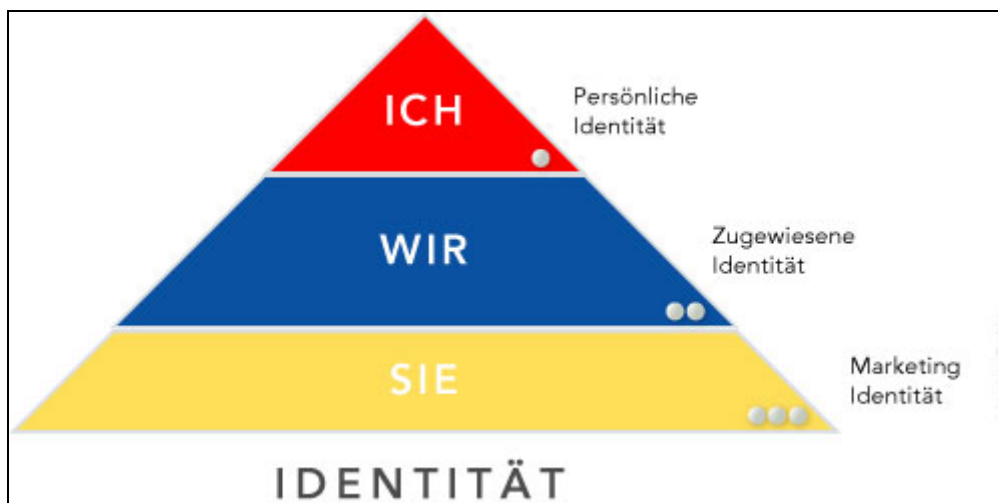 ICH
Persönliche
Identität
WIR
Zugewiesene
Identität
SIE
Marketing
Identität
IDENTITÄT